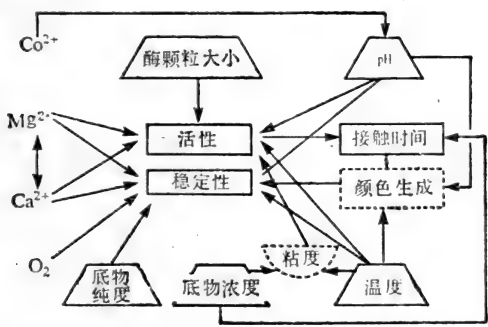 Co²⁺
酶颗粒大小
pH
Mg²⁺
活性
接触时间
稳定性
颜色生成
Ca²⁺
粘度
O₂
底物
纯度
底物浓度
温度